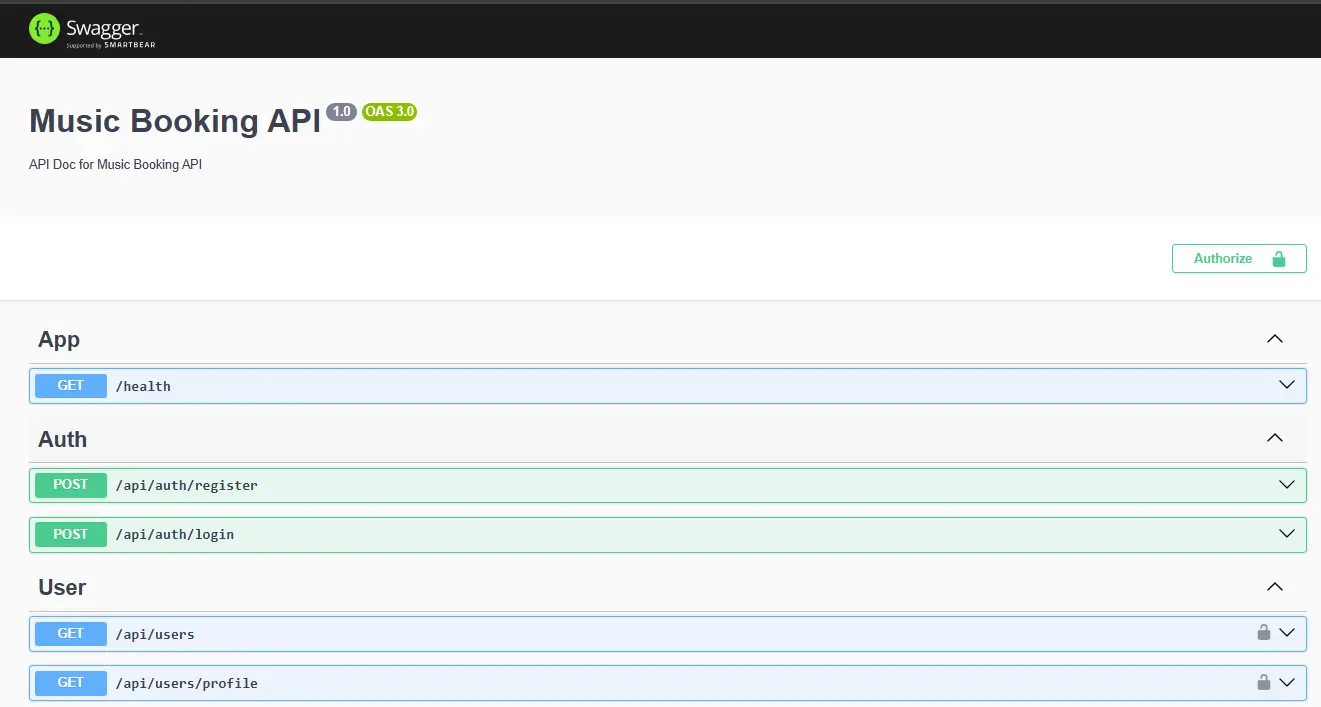 Swagger
Supported by SMARTBEAR
Music Booking API 1.0 OAS 3.0
API Doc for Music Booking API
Authorize
App
GET /health
Auth
POST /api/auth/register
POST /api/auth/login
User
GET /api/users
GET /api/users/profile